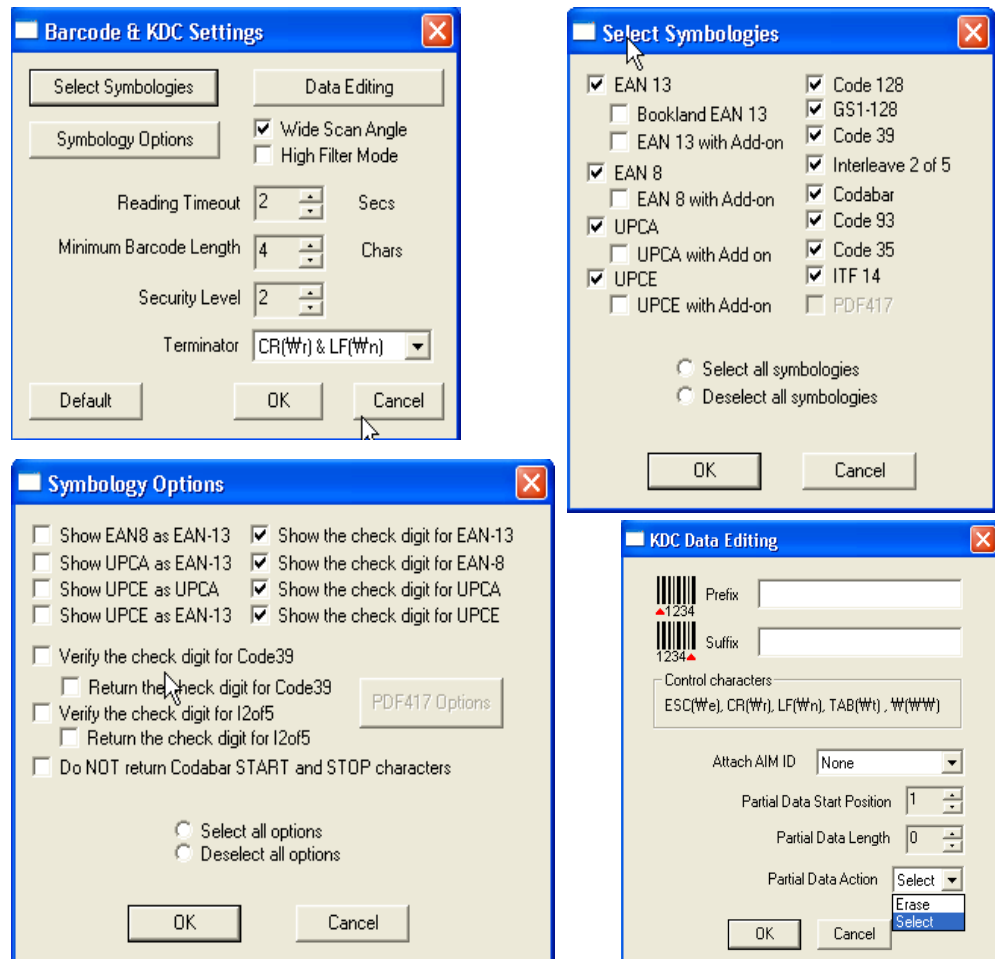 Barcode & KDC Settings
Select Symbologies
Data Editing
Symbology Options
Wide Scan Angle
High Filter Mode
Reading Timeout 2 Secs
Minimum Barcode Length 4 Chars
Security Level 2
Terminator CR(₩r) & LF(₩n)
Default OK Cancel
Select Symbologies
EAN 13
Bookland EAN 13
EAN 13 with Add-on
EAN 8
EAN 8 with Add-on
UPCA
UPCA with Add on
UPCE
UPCE with Add-on
Code 128
GS1-128
Code 39
Interleave 2 of 5
Codabar
Code 93
Code 35
ITF 14
PDF417
Select all symbologies
Deselect all symbologies
OK Cancel
Symbology Options
Show EAN8 as EAN-13 Show the check digit for EAN-13
Show UPCA as EAN-13 Show the check digit for EAN-8
Show UPCE as UPCA Show the check digit for UPCA
Show UPCE as EAN-13 Show the check digit for UPCE
Verify the check digit for Code39
Return the check digit for Code39
PDF417 Options
Verify the check digit for I2of5
Return the check digit for I2of5
Do NOT return Codabar START and STOP characters
Select all options
Deselect all options
OK Cancel
KDC Data Editing
1234 Prefix
1234 Suffix
Control characters
ESC(₩e), CR(₩r), LF(₩n), TAB(₩t) , ₩(₩₩)
Attach AIM ID None
Partial Data Start Position 1
Partial Data Length 0
Partial Data Action Select
Erase
Select
OK Cancel